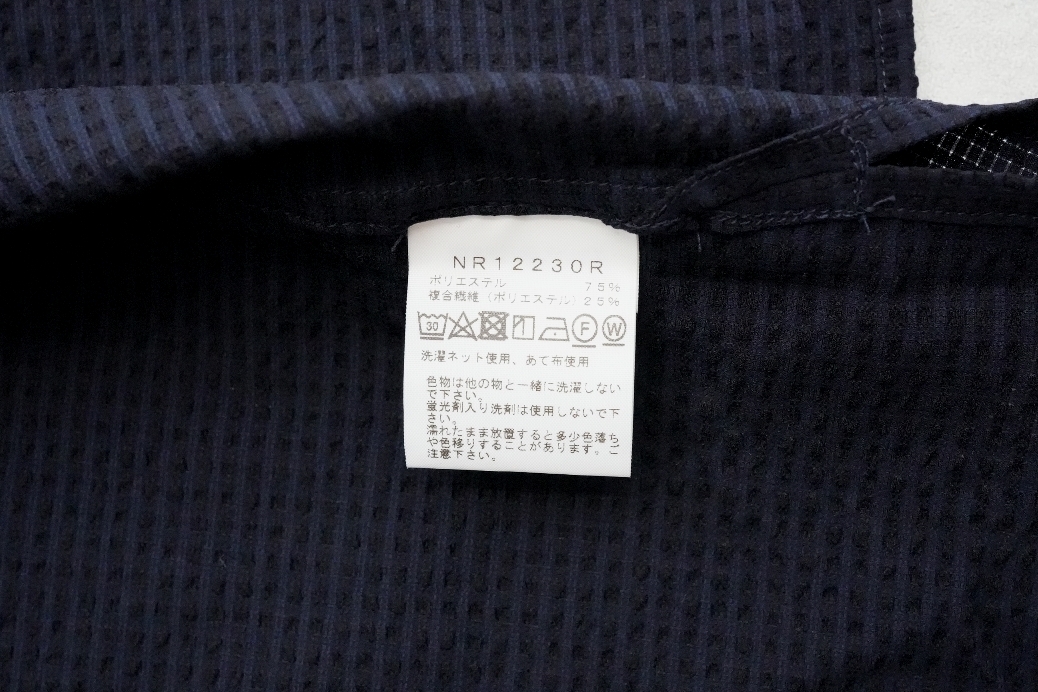 NR12230R
ポリエステル 75%
複合繊維(ポリエステル)25%
30 F W
洗濯ネット使用、あて布使用
色物は他の物と一緒に洗濯しない
で下さい。
蛍光剤入り洗剤は使用しないで下
さい。
濡れたまま放置すると多少色落ち
や色移りすることがあります。ご
注意下さい。